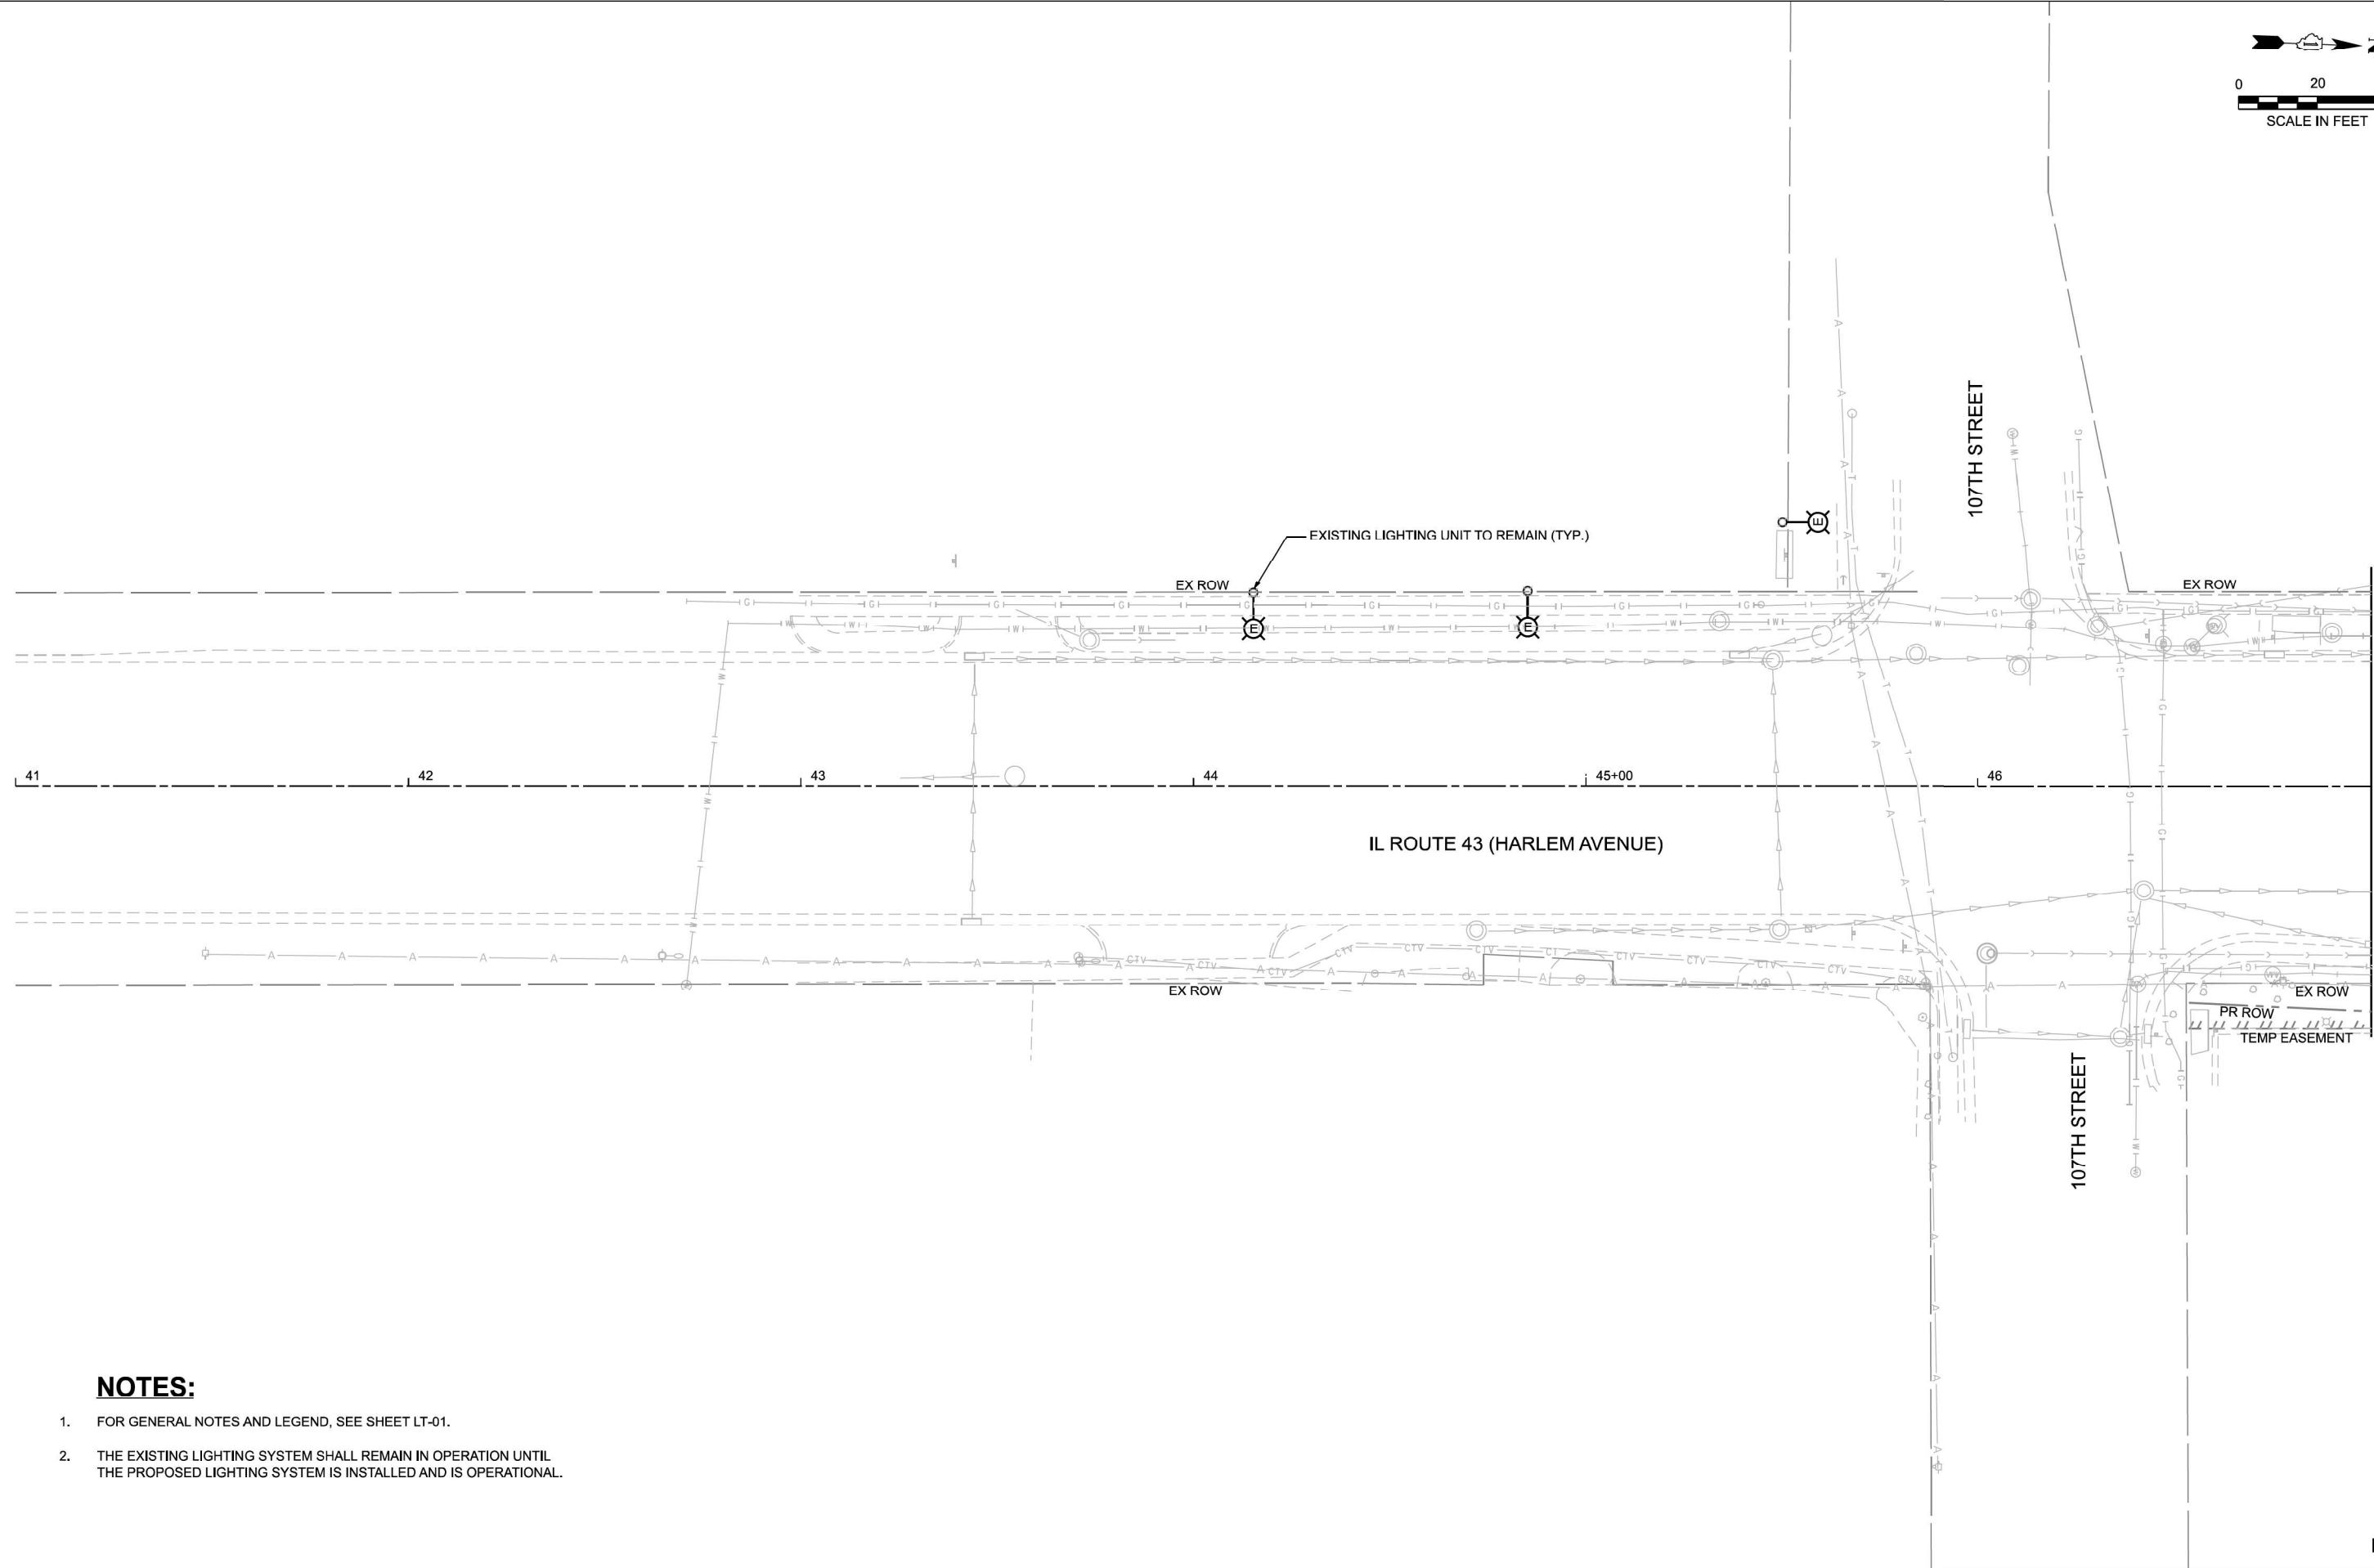 0 20
SCALE IN FEET
107TH STREET
EXISTING LIGHTING UNIT TO REMAIN (TYP.)
E
EX ROW
EX ROW
E
E
41 42 43 44 45+00 46
IL ROUTE 43 (HARLEM AVENUE)
EX ROW
EX ROW
PR ROW
TEMP EASEMENT
107TH STREET
NOTES:
1. FOR GENERAL NOTES AND LEGEND, SEE SHEET LT-01.
2. THE EXISTING LIGHTING SYSTEM SHALL REMAIN IN OPERATION UNTIL
THE PROPOSED LIGHTING SYSTEM IS INSTALLED AND IS OPERATIONAL.